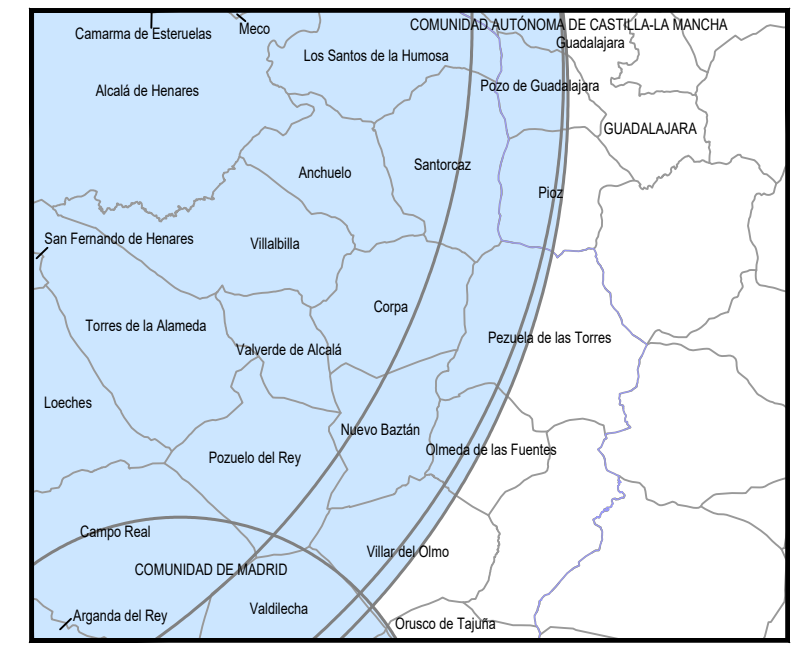 COMUNIDAD AUTÓNOMA DE CASTILLA-LA MANCHA
Camarma de Esteruelas
Meco
Guadalajara
Los Santos de la Humosa
Alcalá de Henares
Pozo de Guadalajara
GUADALAJARA
Anchuelo
Santorcaz
Pioz
San Fernando de Henares
Villalbilla
Corpa
Torres de la Alameda
Pezuela de las Torres
Valverde de Alcalá
Loeches
Nuevo Baztán
Olmeda de las Fuentes
Pozuelo del Rey
Campo Real
Villar del Olmo
COMUNIDAD DE MADRID
Valdilecha
Arganda del Rey
Orusco de Tajuña